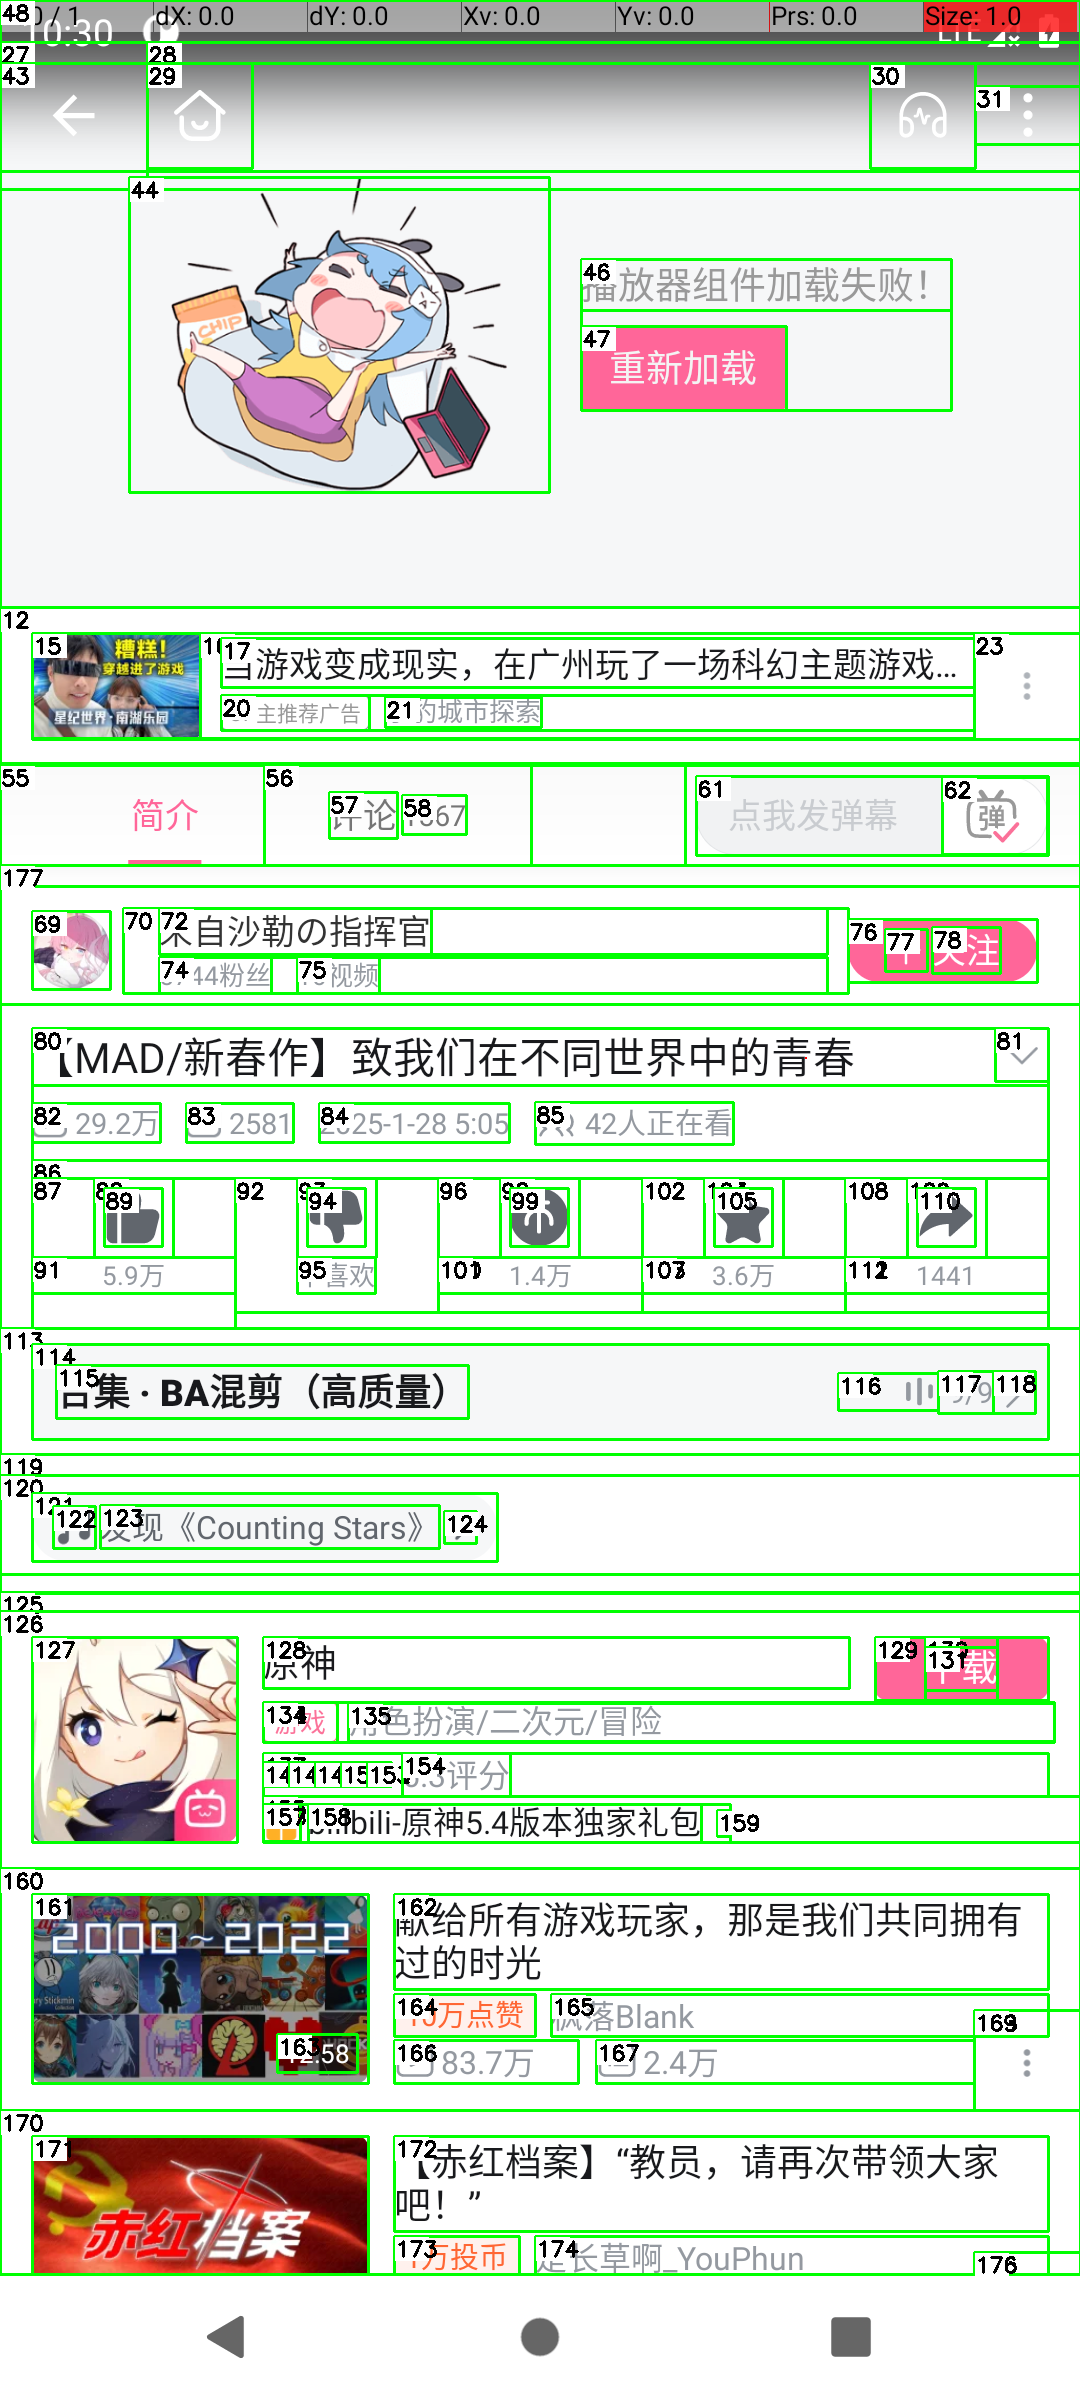 48 0 / 1 dX: 0.0 dY: 0.0 Xv: 0.0 Yv: 0.0 Prs: 0.0 Size: 1.0
10:30 LTE
27 28
43 29 30 31
44
CHIP
46 播放器组件加载失败！
47 重新加载
12
15 糟糕！
穿越进了游戏
星纪世界·南湖乐园
17 当游戏变成现实，在广州玩了一场科幻主题游戏…
23
20 主推荐广告 21 的城市探索
55 简介 56 57 评论 58 67
61 点我发弹幕 62 弹
177
69 70 72 来自沙勒の指挥官
74 44粉丝 75 视频
76 77 78 关注
80 【MAD/新春作】致我们在不同世界中的青春 81
82 29.2万 83 2581 84 2025-1-28 5:05 85 42人正在看
86
87 89 92 94 96 99 102 105 108 110
91 5.9万 95 不喜欢 101 1.4万 107 3.6万 112 1441
113
114
115 合集 · BA混剪（高质量） 116 117 /9 118
119
120
121
122 123 发现《Counting Stars》 124
125
126
127 128 原神 129 131 下载
134 游戏 135 角色扮演/二次元/冒险
154 .3评分
157 158 bilibili-原神5.4版本独家礼包 159
160
161 2000~2022
163 :58
162 献给所有游戏玩家，那是我们共同拥有
过的时光
164 万点赞 165 枫落Blank
166 83.7万 167 2.4万 169
170
171 赤红档案
172 【赤红档案】“教员，请再次带领大家
吧！”
173 1万投币 174 是长草啊_YouPhun 176